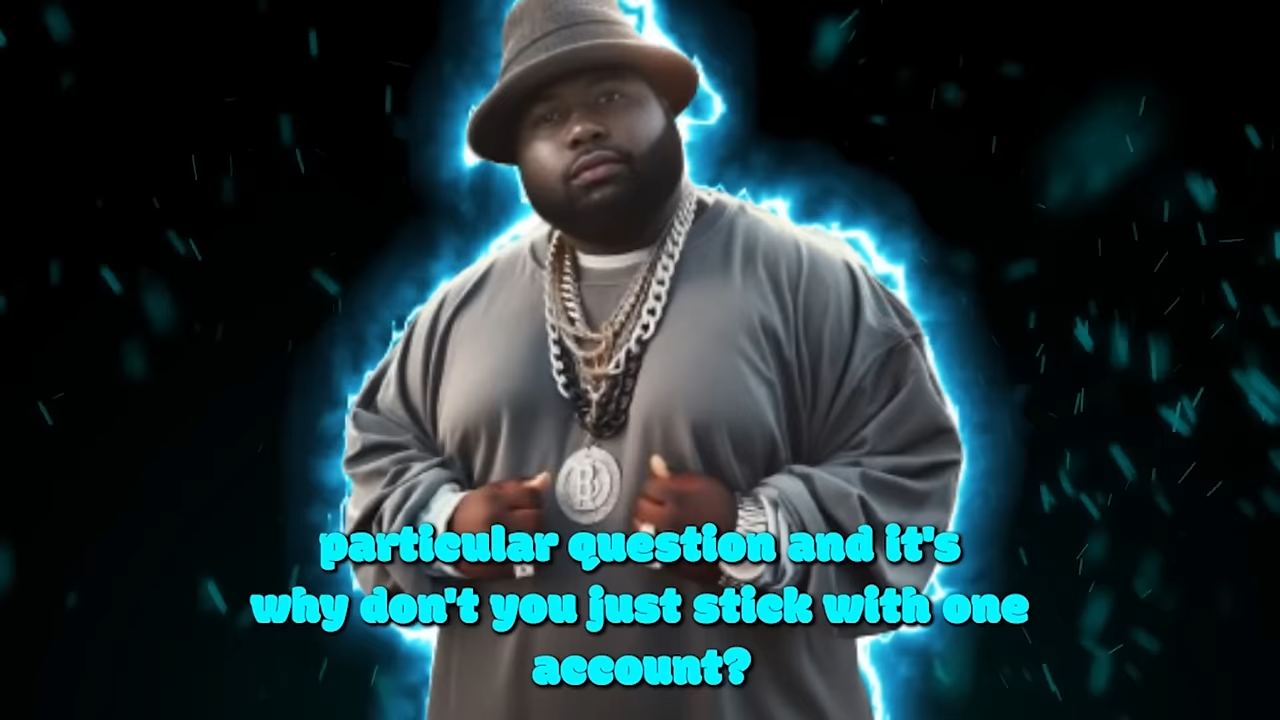 particular question and it's
why don't you just stick with one
account?